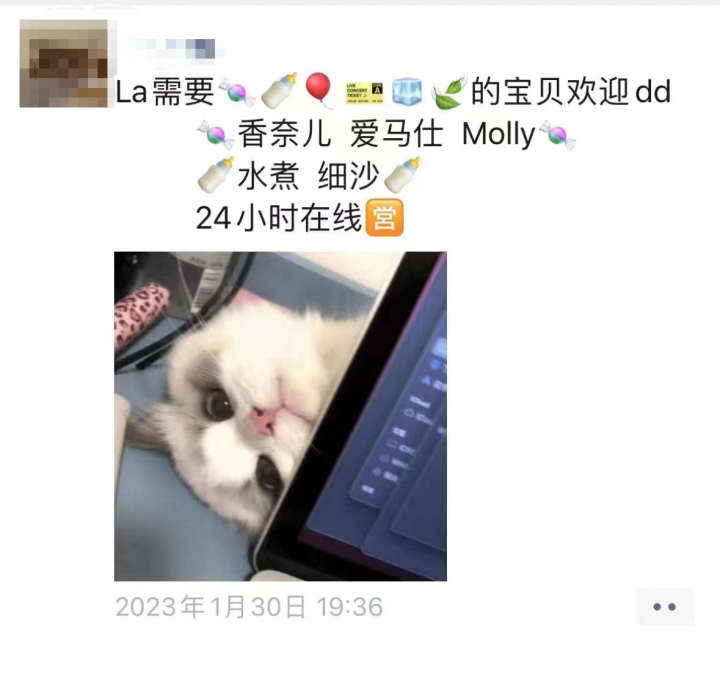 La需要🍬🍼🎈🎫🧊🍃的宝贝欢迎dd
🍬香奈儿 爱马仕 Molly🍬
🍼水煮 细沙🍼
24小时在线🈺
2023年1月30日 19:36